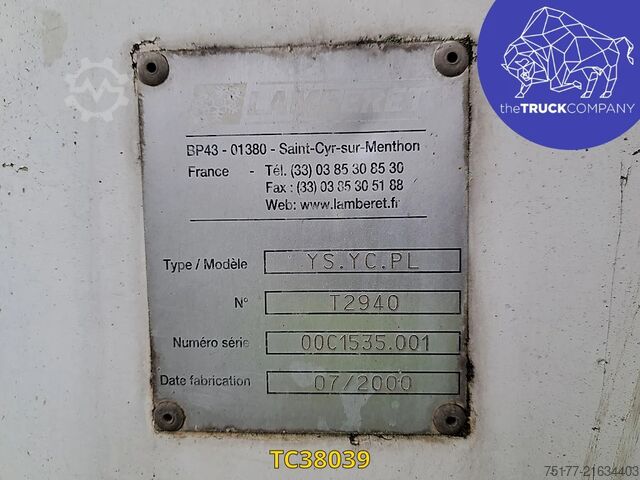 LAMBERET
BP43 - 01380 - Saint-Cyr-sur-Menthon
France - Tél. (33) 03 85 30 85 30
Fax : (33) 03 85 30 51 88
Web: www.lamberet.fr
Type / Modèle YS.YC.PL
N° T2940
Numéro série 00C1535.001
Date fabrication 07/2000
theTRUCKCOMPANY
TC38039
75177-21634403